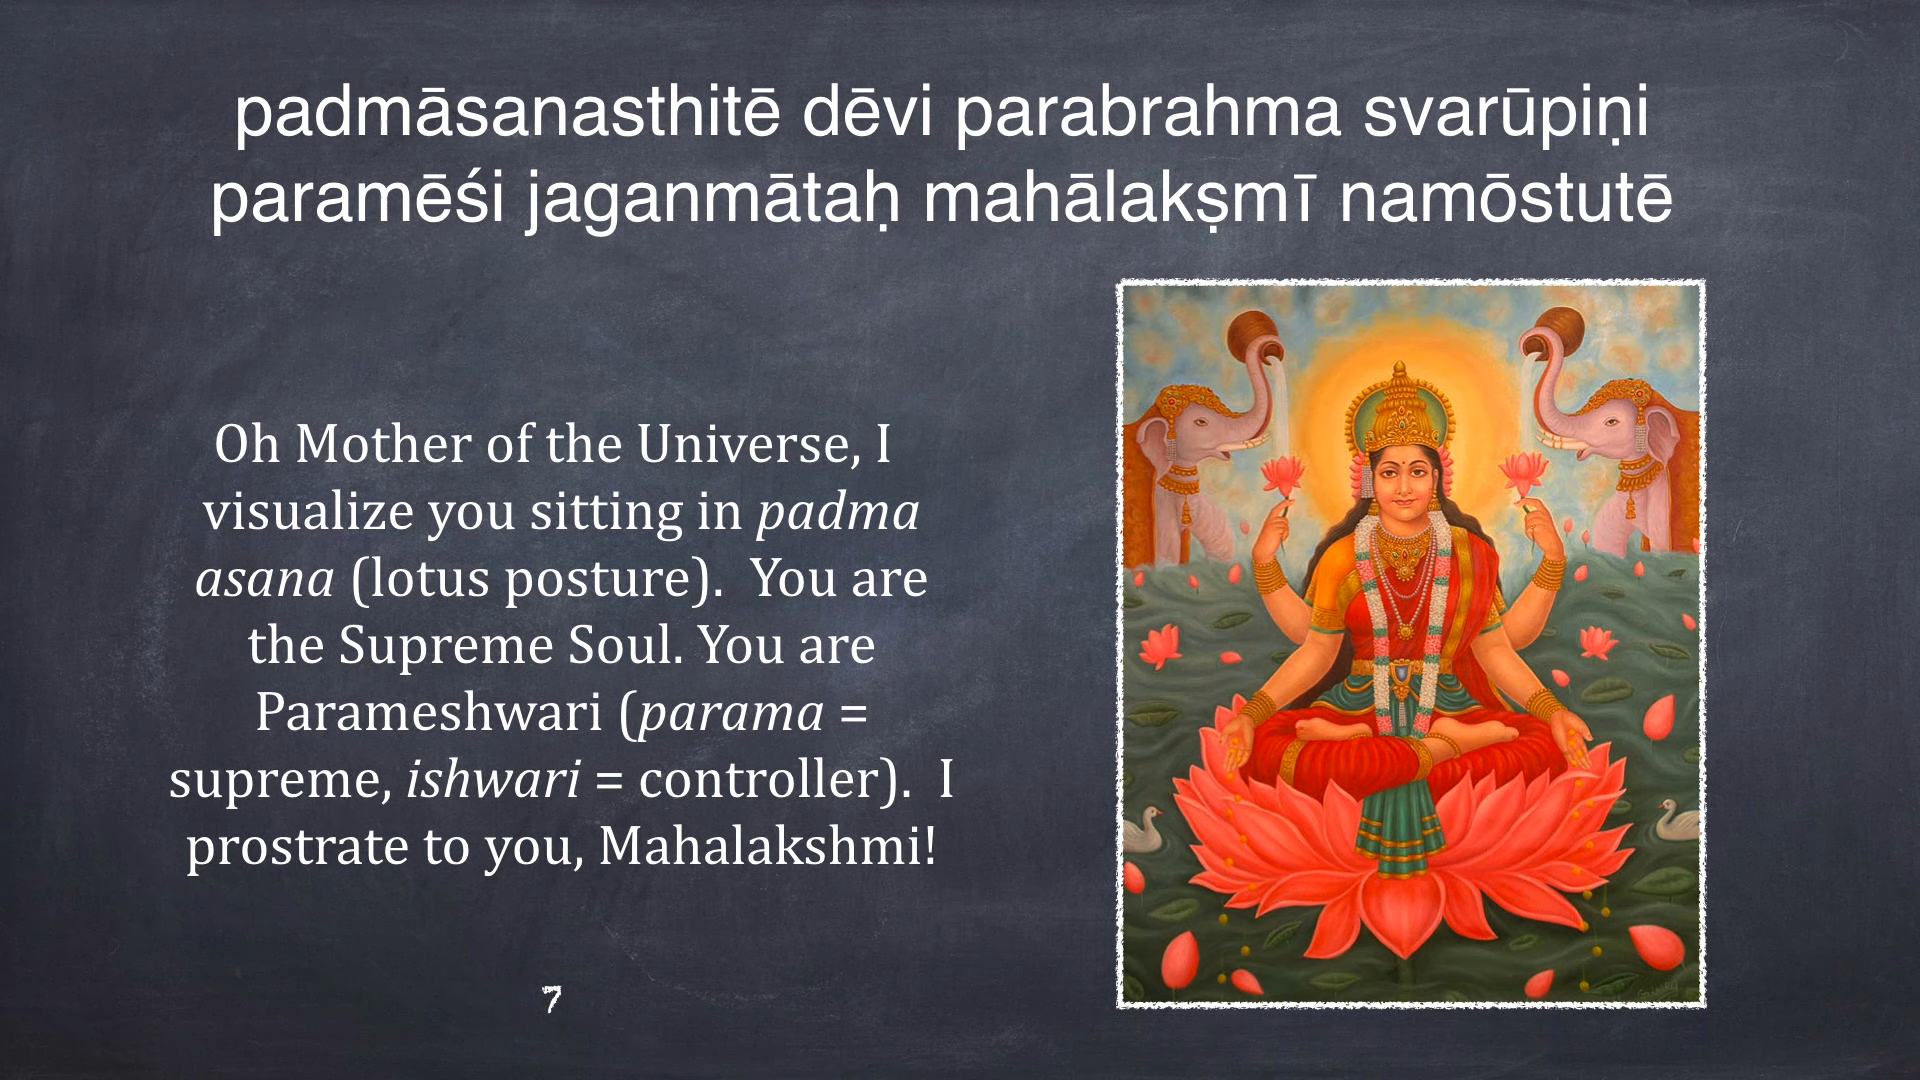 padmāsanasthitē dēvi parabrahma svarūpiṇi
paramēśi jaganmātaḥ mahālakṣmī namōstutē
Oh Mother of the Universe, I
visualize you sitting in padma
asana (lotus posture).  You are
the Supreme Soul. You are
Parameshwari (parama =
supreme, ishwari = controller).  I
prostrate to you, Mahalakshmi!
7